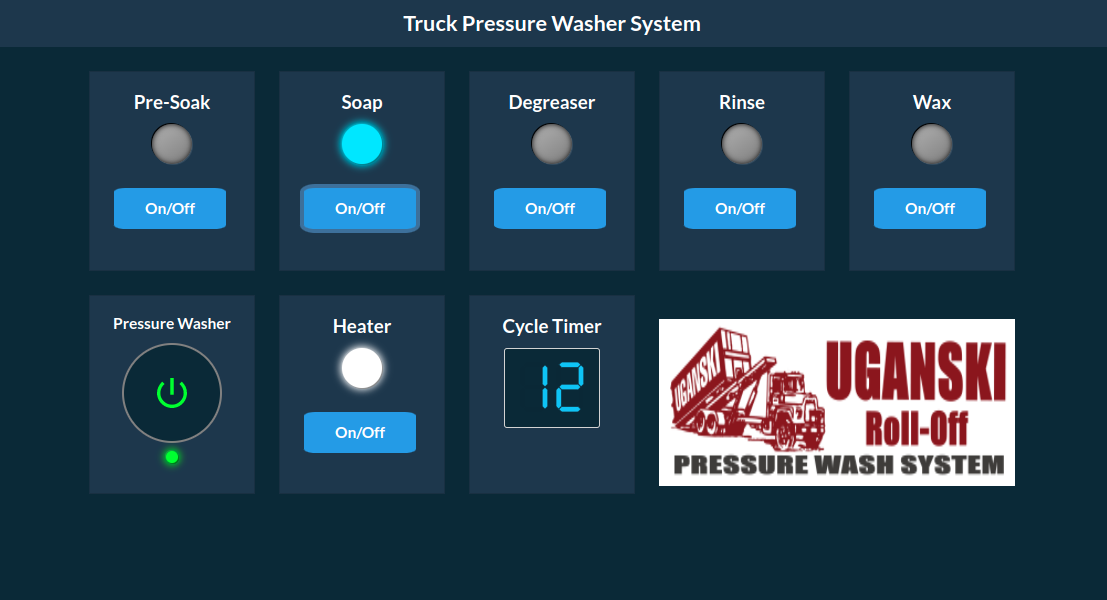 Truck Pressure Washer System
Pre-Soak
Soap
Degreaser
Rinse
Wax
On/Off
On/Off
On/Off
On/Off
On/Off
Pressure Washer
Heater
Cycle Timer
On/Off
12
UGANSKI
UGANSKI
Roll-Off
PRESSURE WASH SYSTEM